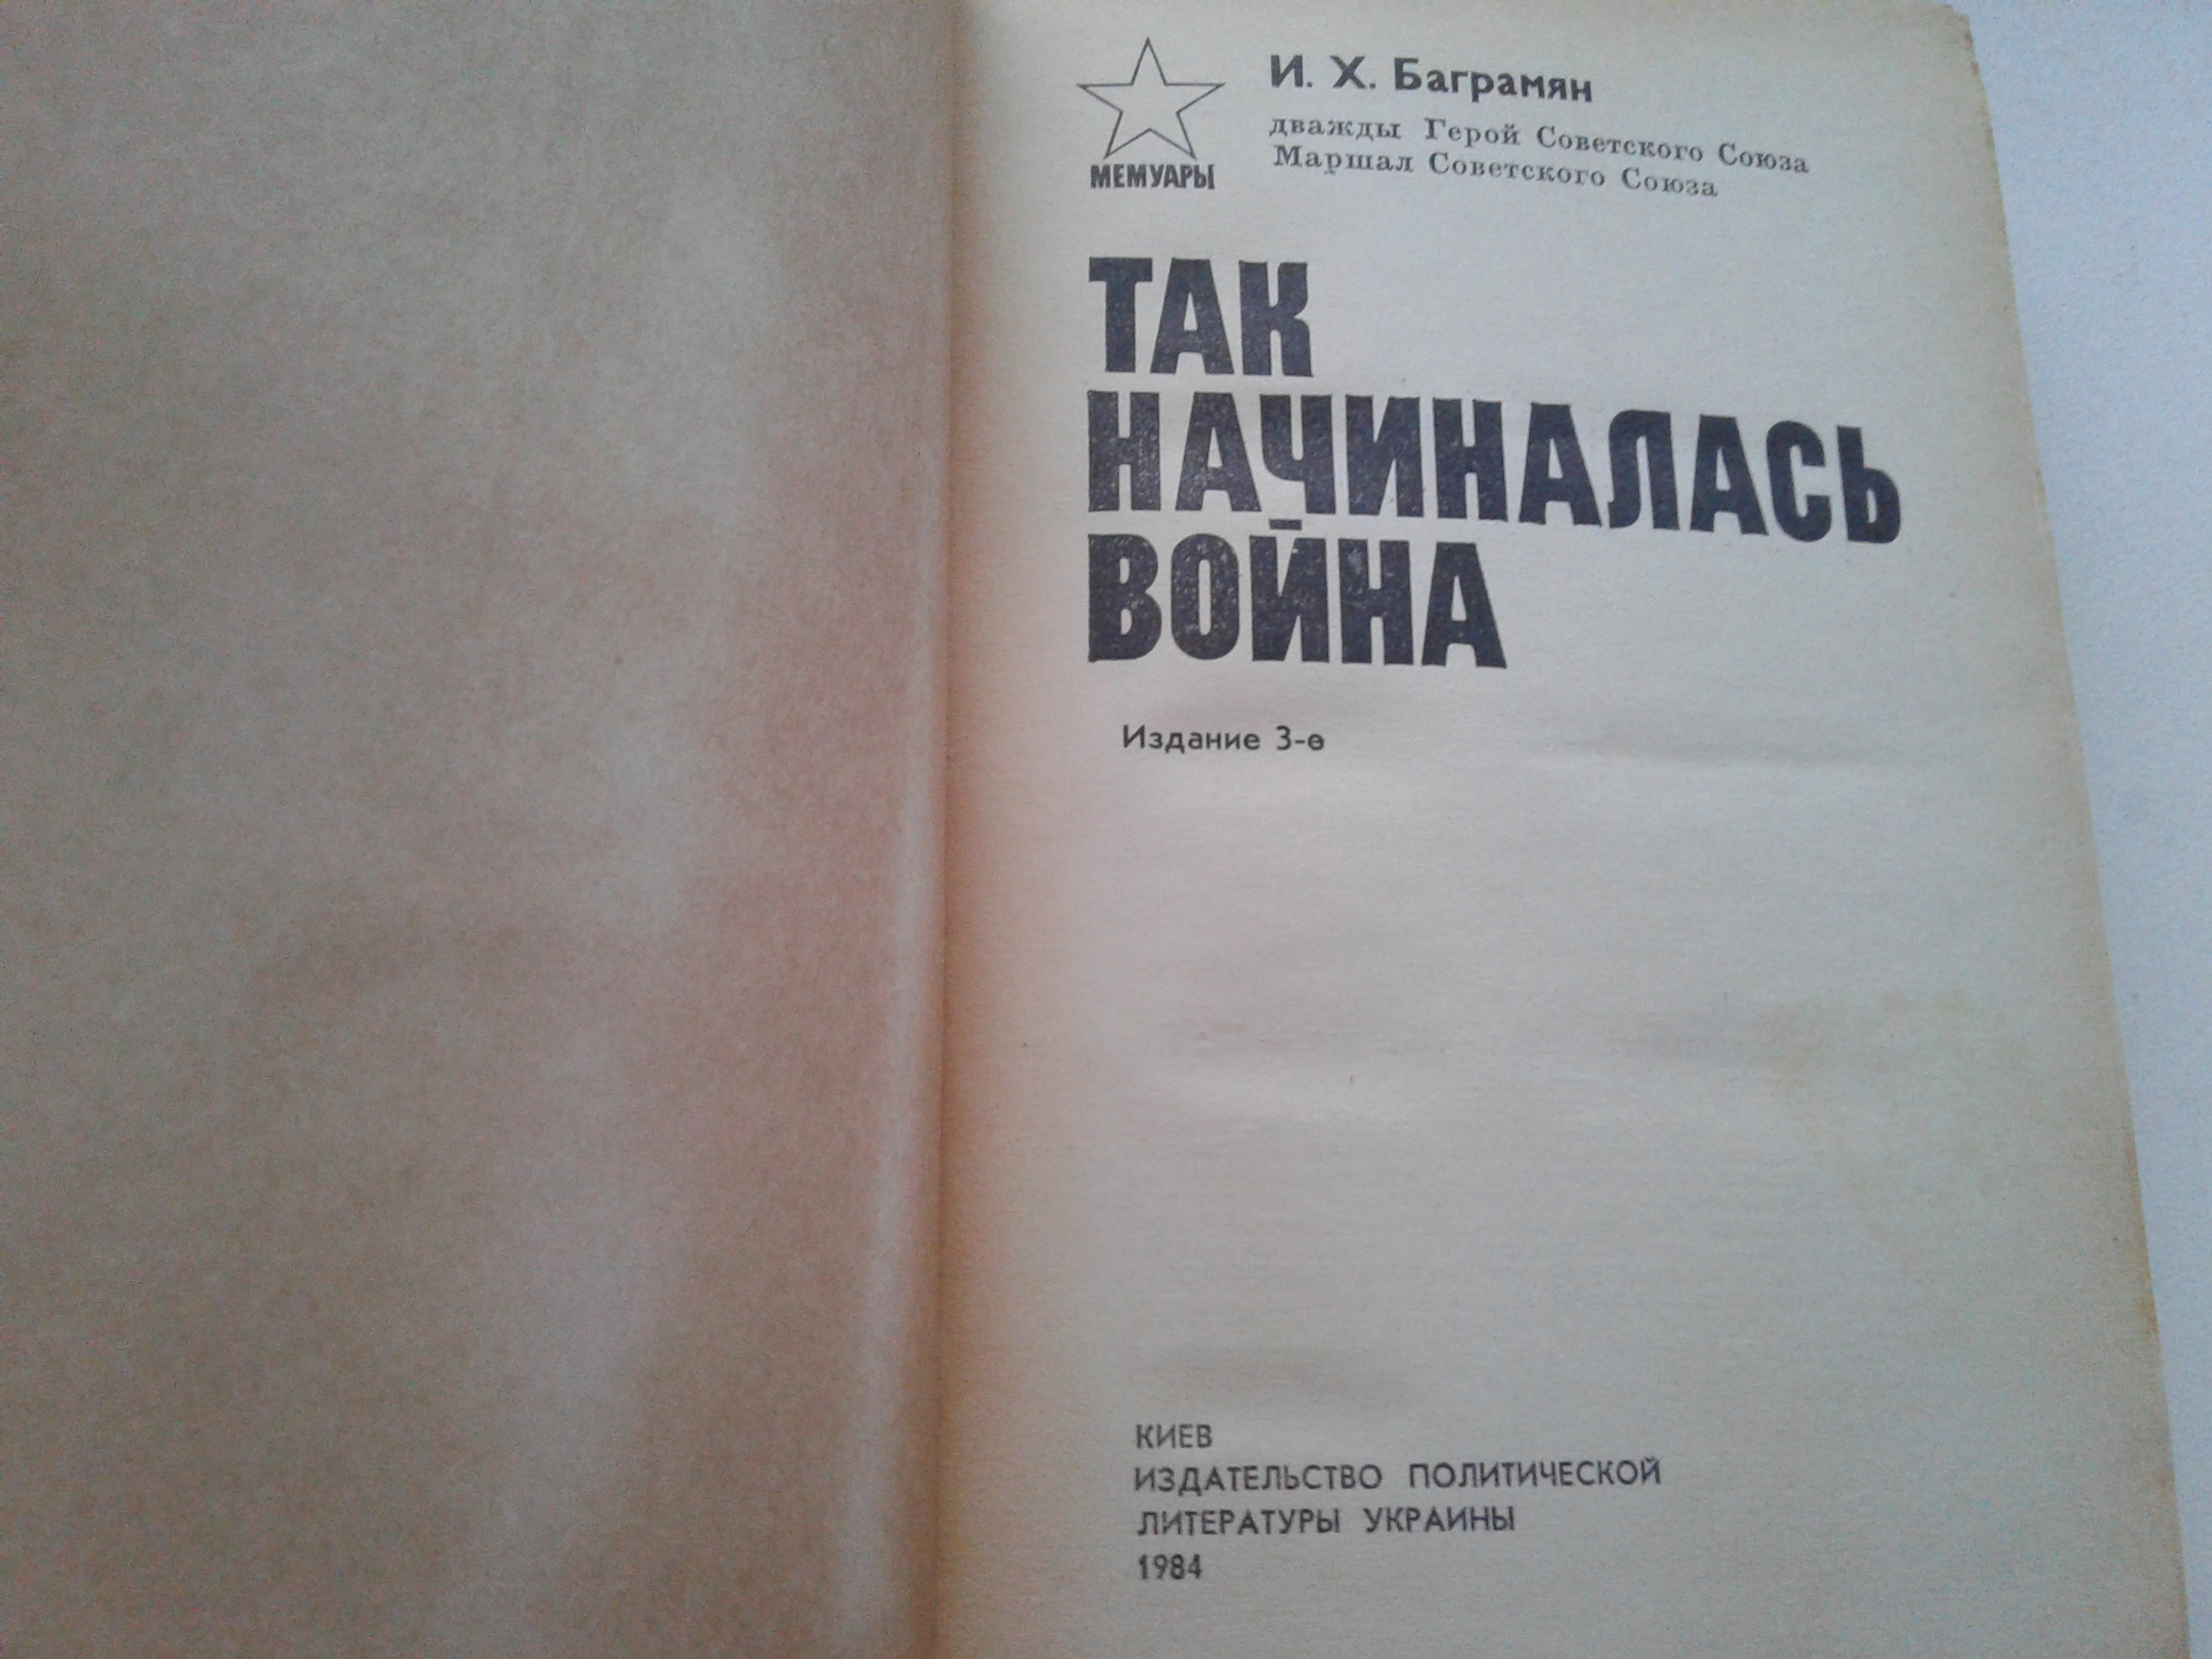 И. Х. Баграмян
дважды Герой Советского Союза
Маршал Советского Союза
МЕМУАРЫ
ТАК
НАЧИНАЛАСЬ
ВОЙНА
Издание 3-е
КИЕВ
ИЗДАТЕЛЬСТВО ПОЛИТИЧЕСКОЙ
ЛИТЕРАТУРЫ УКРАИНЫ
1984